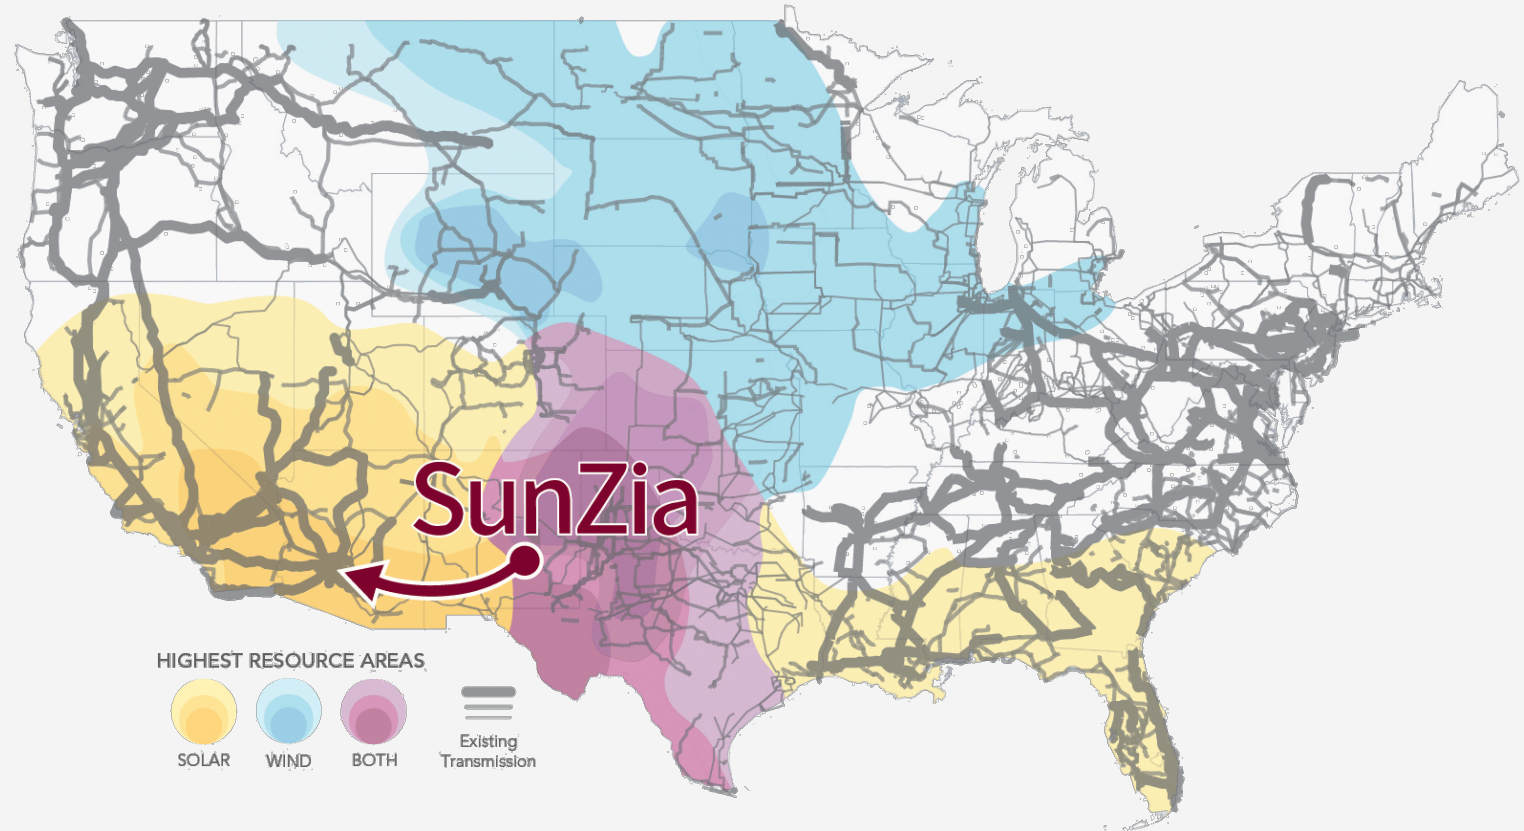 SunZia
HIGHEST RESOURCE AREAS
SOLAR
WIND
BOTH
Existing
Transmission